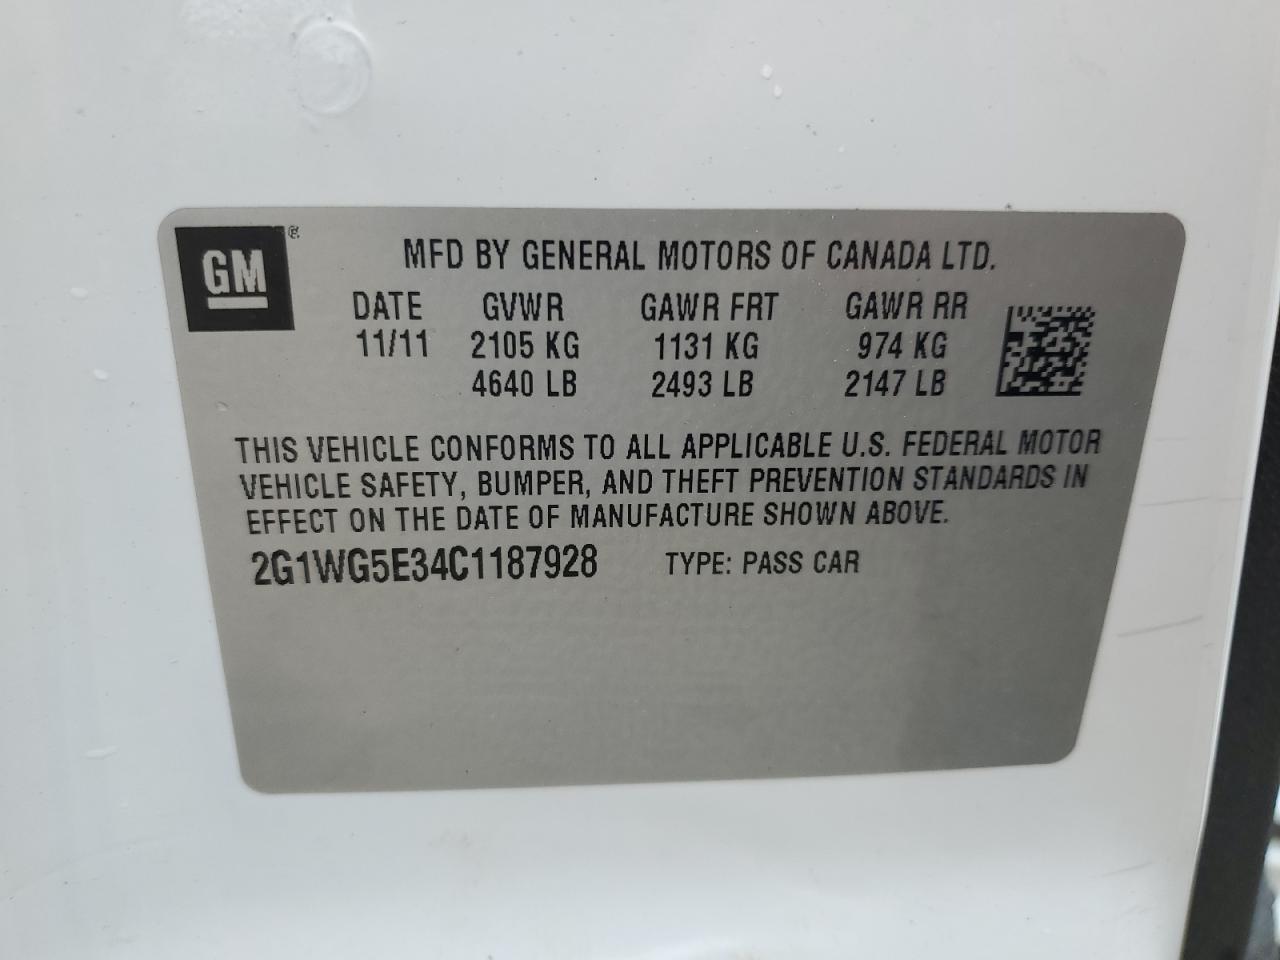 GM ®
MFD BY GENERAL MOTORS OF CANADA LTD.
DATE GVWR GAWR FRT GAWR RR
11/11 2105 KG 1131 KG 974 KG
4640 LB 2493 LB 2147 LB
THIS VEHICLE CONFORMS TO ALL APPLICABLE U.S. FEDERAL MOTOR
VEHICLE SAFETY, BUMPER, AND THEFT PREVENTION STANDARDS IN
EFFECT ON THE DATE OF MANUFACTURE SHOWN ABOVE.
2G1WG5E34C1187928 TYPE: PASS CAR